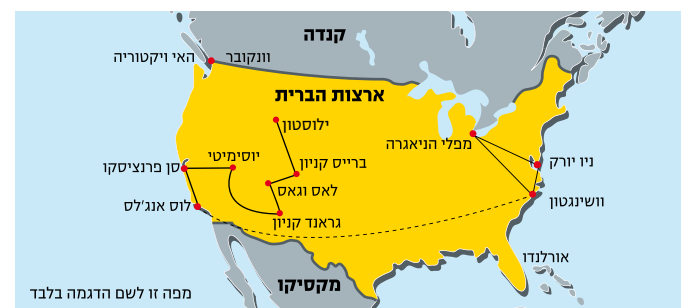 קנדה
וונקובר
האי ויקטוריה
ארצות הברית
ילוסטון
מפלי הניאגרה
ניו יורק
יוסימיטי
ברייס קניון
סן פרנציסקו
לאס וגאס
וושינגטון
לוס אנג'לס
גראנד קניון
אורלנדו
מקסיקו
מפה זו לשם הדגמה בלבד